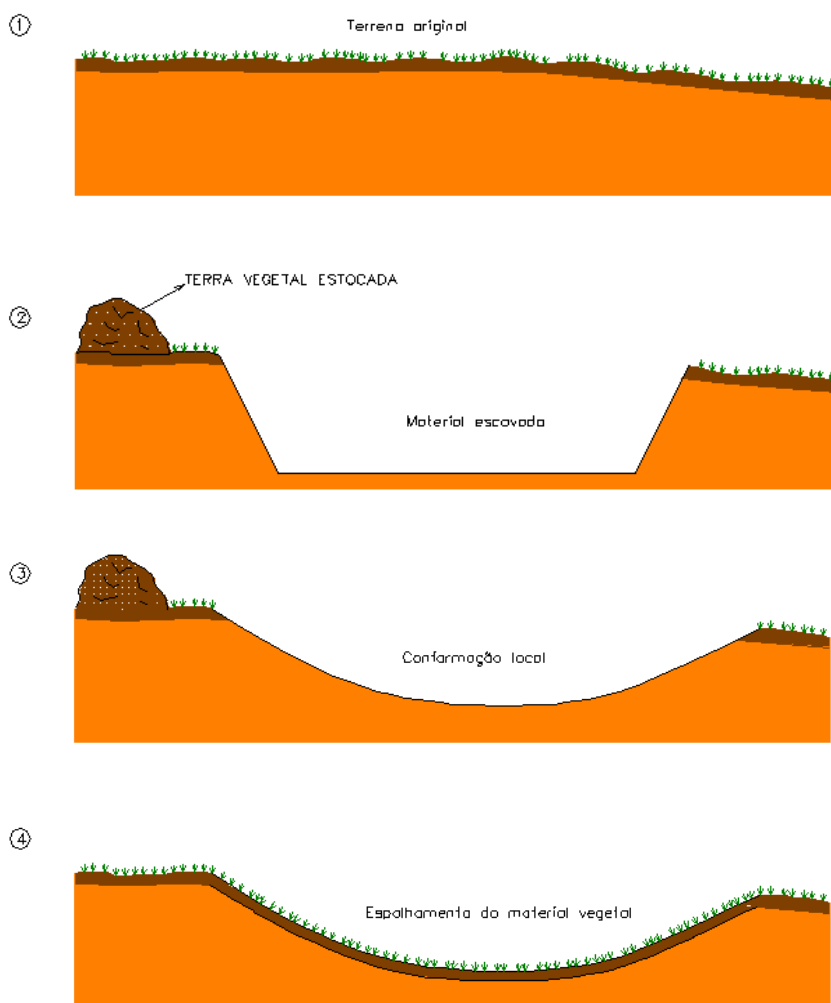 1
Terreno original
TERRA VEGETAL ESTOCADA
2
Material escavado
3
Conformação local
4
Espalhamento do material vegetal